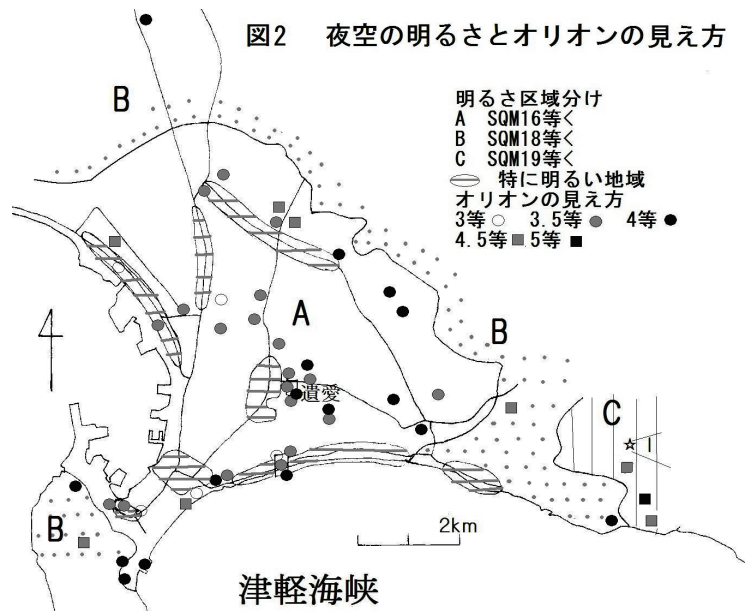 図2　夜空の明るさとオリオンの見え方
B
明るさ区域分け
A　SQM16等<
B　SQM18等<
C　SQM19等<
特に明るい地域
オリオンの見え方
3等　3.5等　4等
4.5等　5等
A
B
遺愛
C
I
B
2km
津軽海峡